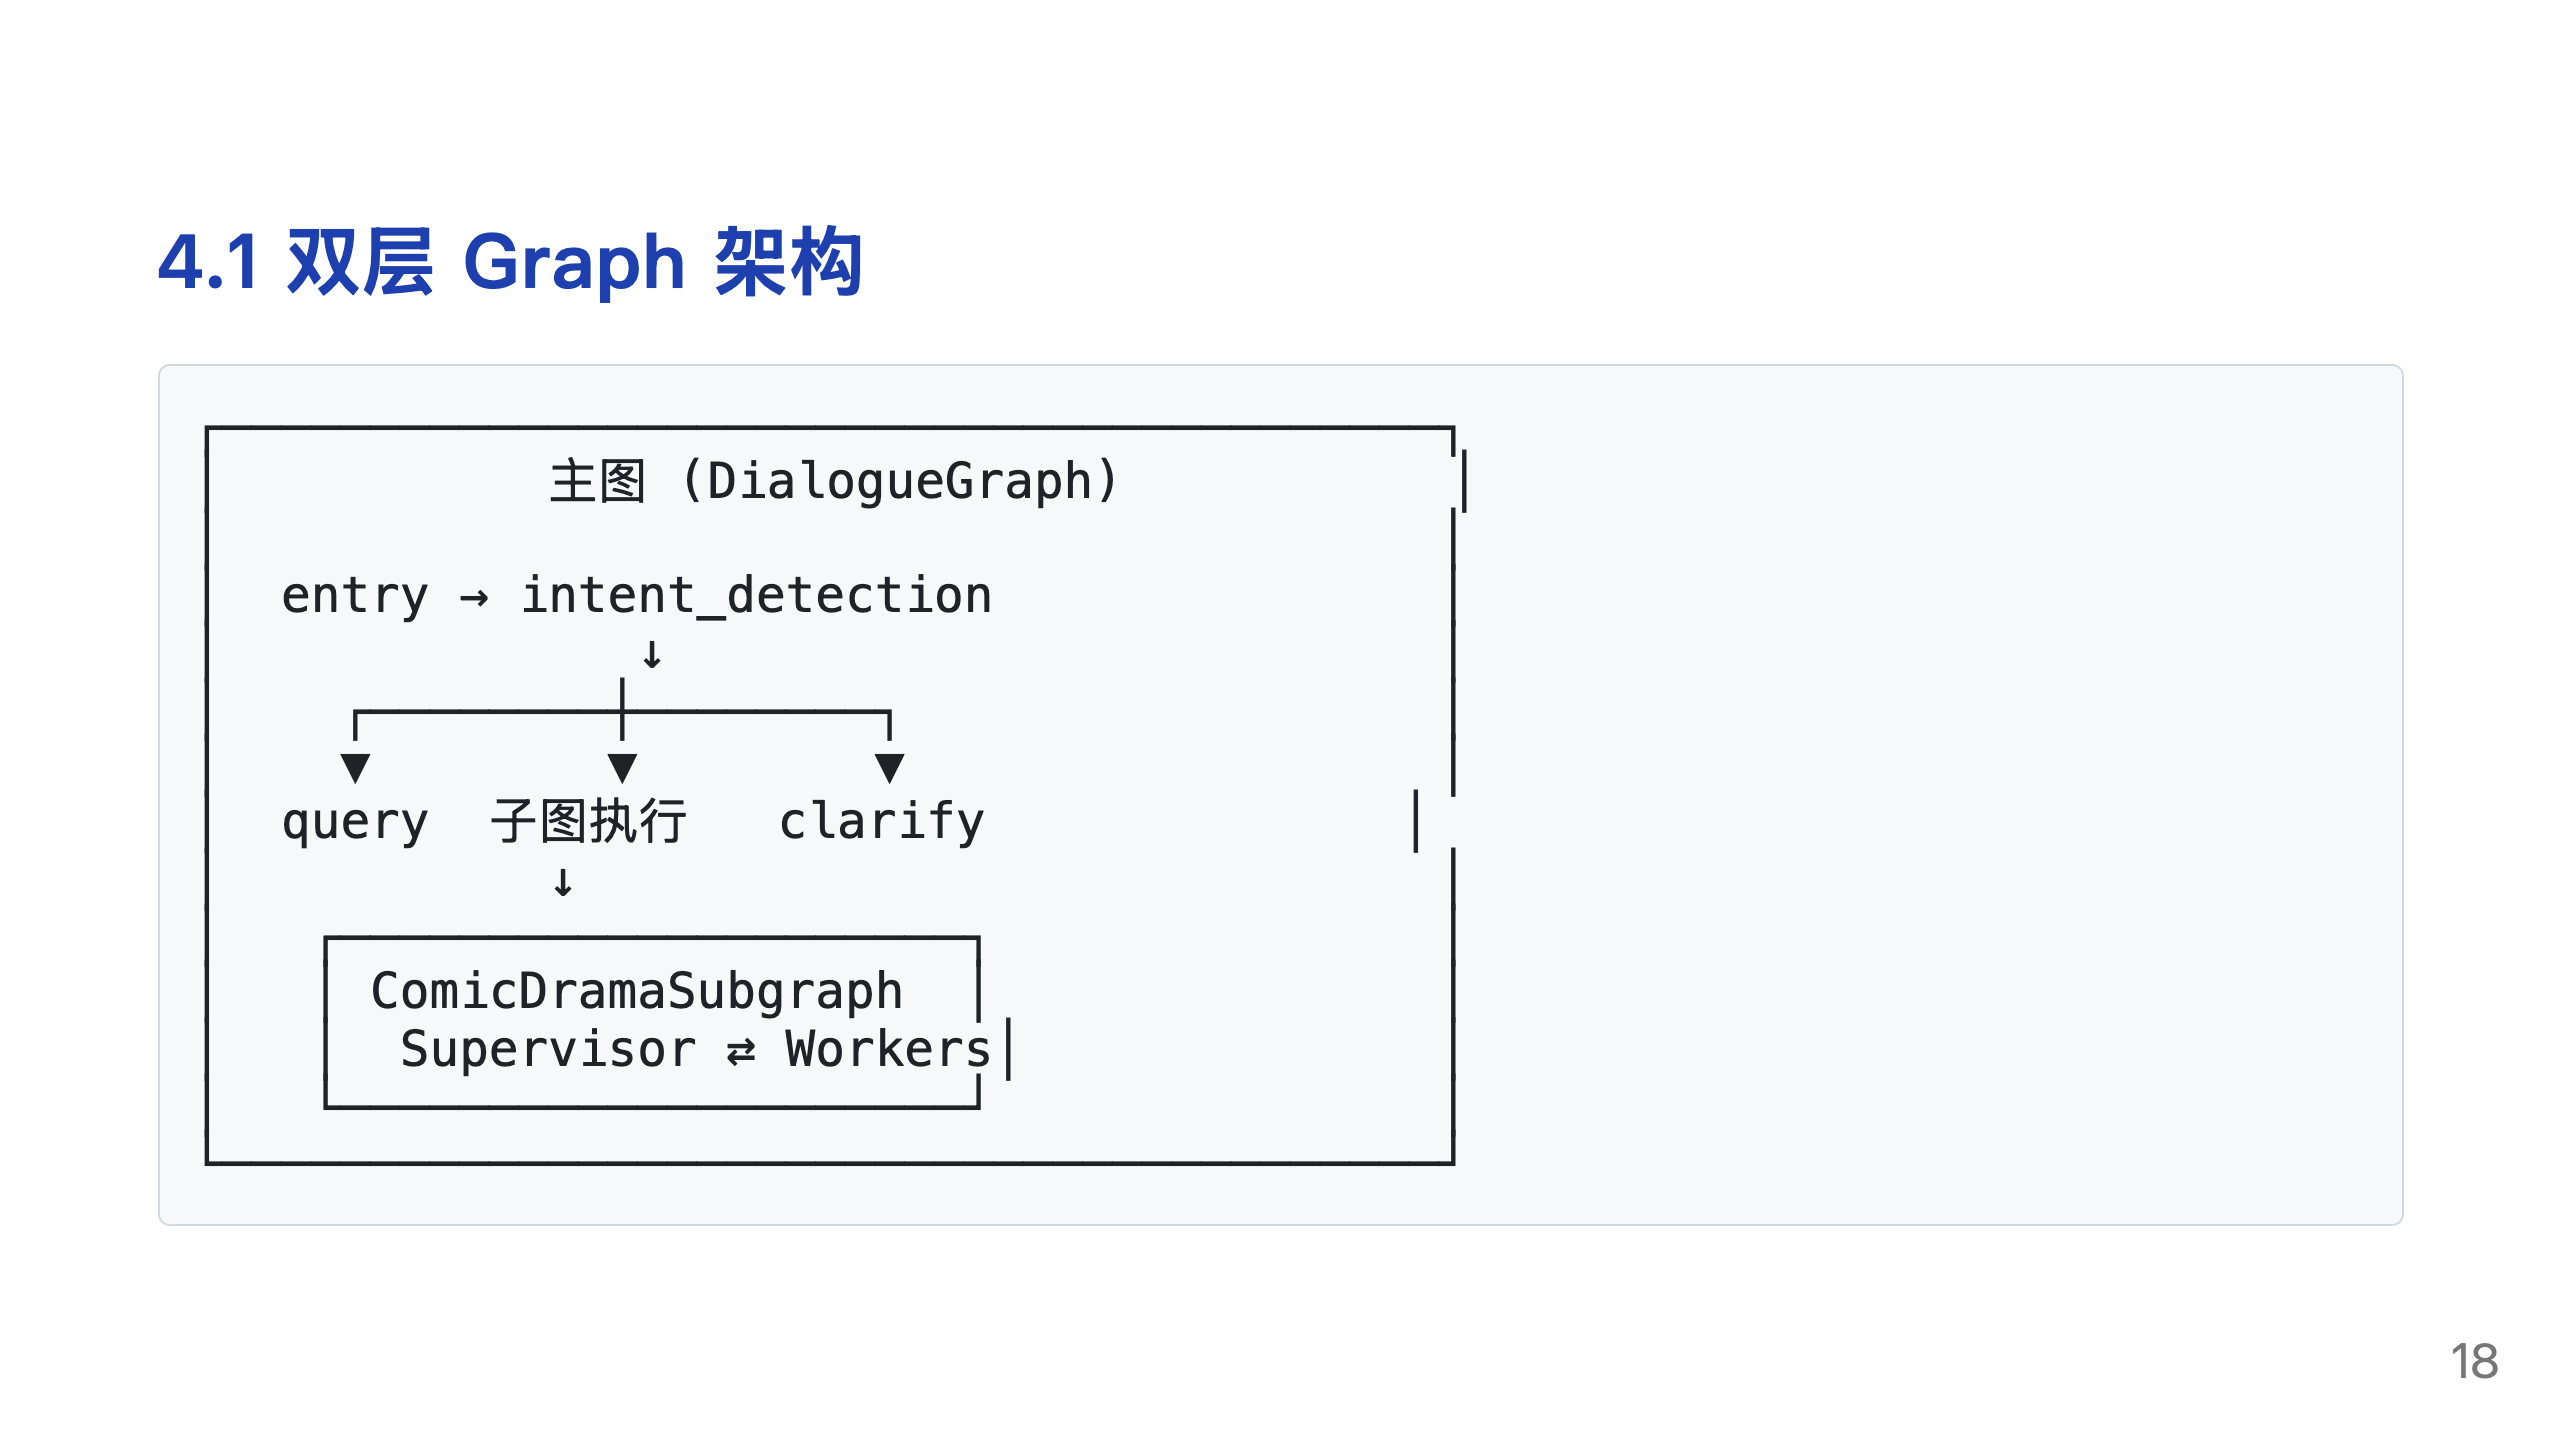 4.1 双层 Graph 架构
主图 (DialogueGraph)
entry → intent_detection
↓
▼ ▼ ▼
query 子图执行 clarify
↓
ComicDramaSubgraph
Supervisor ⇄ Workers
18